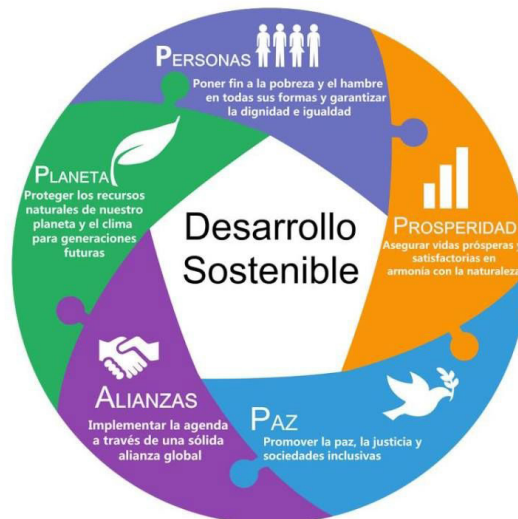 PERSONAS
Poner fin a la pobreza y el hambre
en todas sus formas y garantizar
la dignidad e igualdad
PROSPERIDAD
Asegurar vidas prósperas y
satisfactorias en
armonía con la naturaleza
PAZ
Promover la paz, la justicia y
sociedades inclusivas
ALIANZAS
Implementar la agenda
a través de una sólida
alianza global
PLANETA
Proteger los recursos
naturales de nuestro
planeta y el clima
para generaciones
futuras
Desarrollo
Sostenible